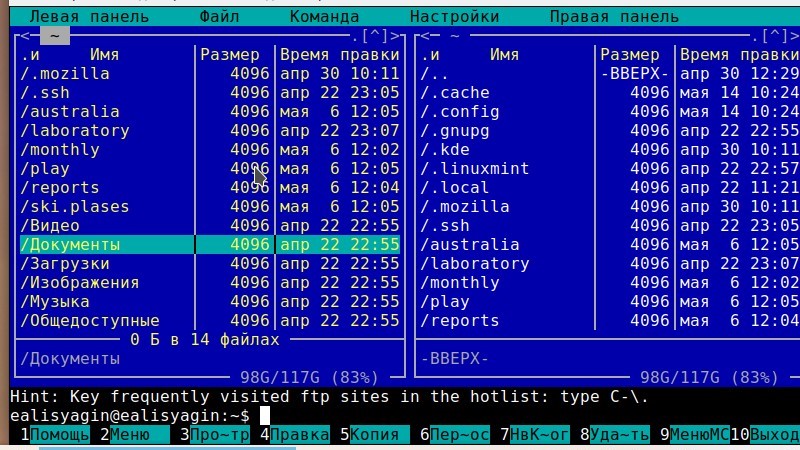 Левая панель Файл Команда Настройки Правая панель
<─ ~ .[^]> <─ ~ .[^]>
.и Имя Размер Время правки .и Имя Размер Время правки
/.mozilla 4096 апр 30 10:11 /.. -ВВЕРХ- апр 30 12:29
/.ssh 4096 апр 22 23:05 /.cache 4096 мая 14 10:24
/australia 4096 мая 6 12:05 /.config 4096 мая 14 10:24
/laboratory 4096 апр 22 23:07 /.gnupg 4096 апр 22 22:55
/monthly 4096 мая 6 12:02 /.kde 4096 апр 30 10:11
/play 4096 мая 6 12:05 /.linuxmint 4096 апр 22 22:57
/reports 4096 мая 6 12:04 /.local 4096 апр 22 11:21
/ski.plases 4096 мая 6 12:05 /.mozilla 4096 апр 30 10:11
/Видео 4096 апр 22 22:55 /.ssh 4096 апр 22 23:05
/Документы 4096 апр 22 22:55 /australia 4096 мая 6 12:05
/Загрузки 4096 апр 22 22:55 /laboratory 4096 апр 22 23:07
/Изображения 4096 апр 22 22:55 /monthly 4096 мая 6 12:02
/Музыка 4096 апр 22 22:55 /play 4096 мая 6 12:05
/Общедоступные 4096 апр 22 22:55 /reports 4096 мая 6 12:04
0 Б в 14 файлах
/Документы -ВВЕРХ-
98G/117G (83%) 98G/117G (83%)
Hint: Key frequently visited ftp sites in the hotlist: type C-\.
ealisyagin@ealisyagin:~$
1Помощь 2Меню 3Про~тр 4Правка 5Копия 6Пер~ос 7НвК~ог 8Уда~ть 9МенюМС 10Выход